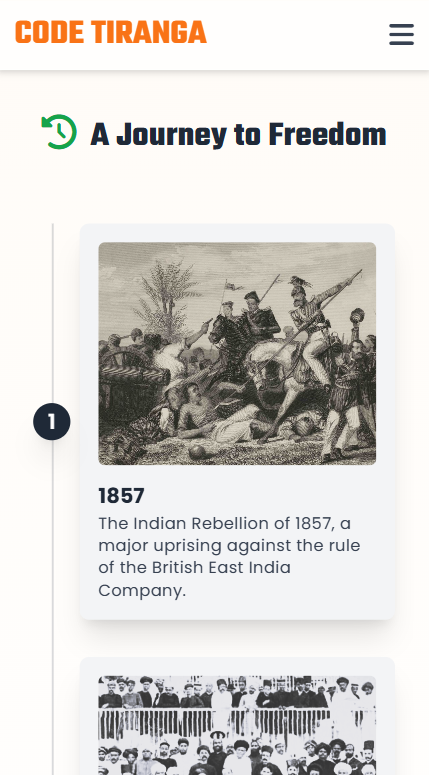 CODE TIRANGA
A Journey to Freedom
1
1857
The Indian Rebellion of 1857, a
major uprising against the rule
of the British East India
Company.